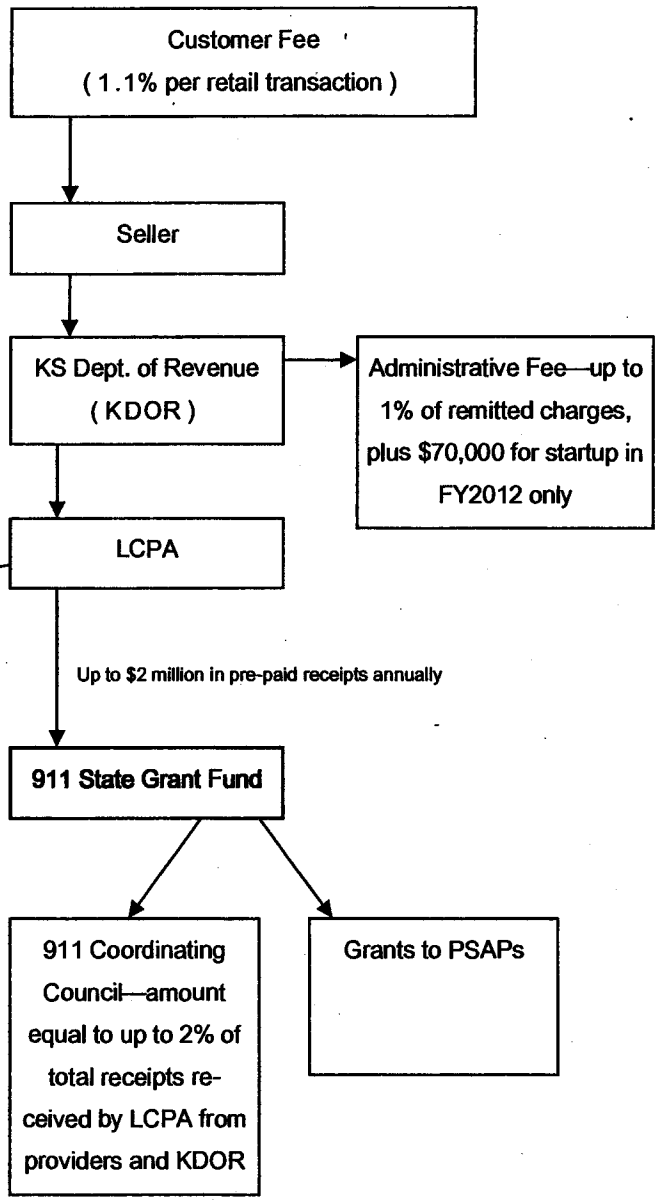 Customer Fee
( 1.1% per retail transaction )
Seller
KS Dept. of Revenue
( KDOR )
Administrative Fee—up to
1% of remitted charges,
plus $70,000 for startup in
FY2012 only
LCPA
Up to $2 million in pre-paid receipts annually
911 State Grant Fund
911 Coordinating
Council—amount
equal to up to 2% of
total receipts re-
ceived by LCPA from
providers and KDOR
Grants to PSAPs